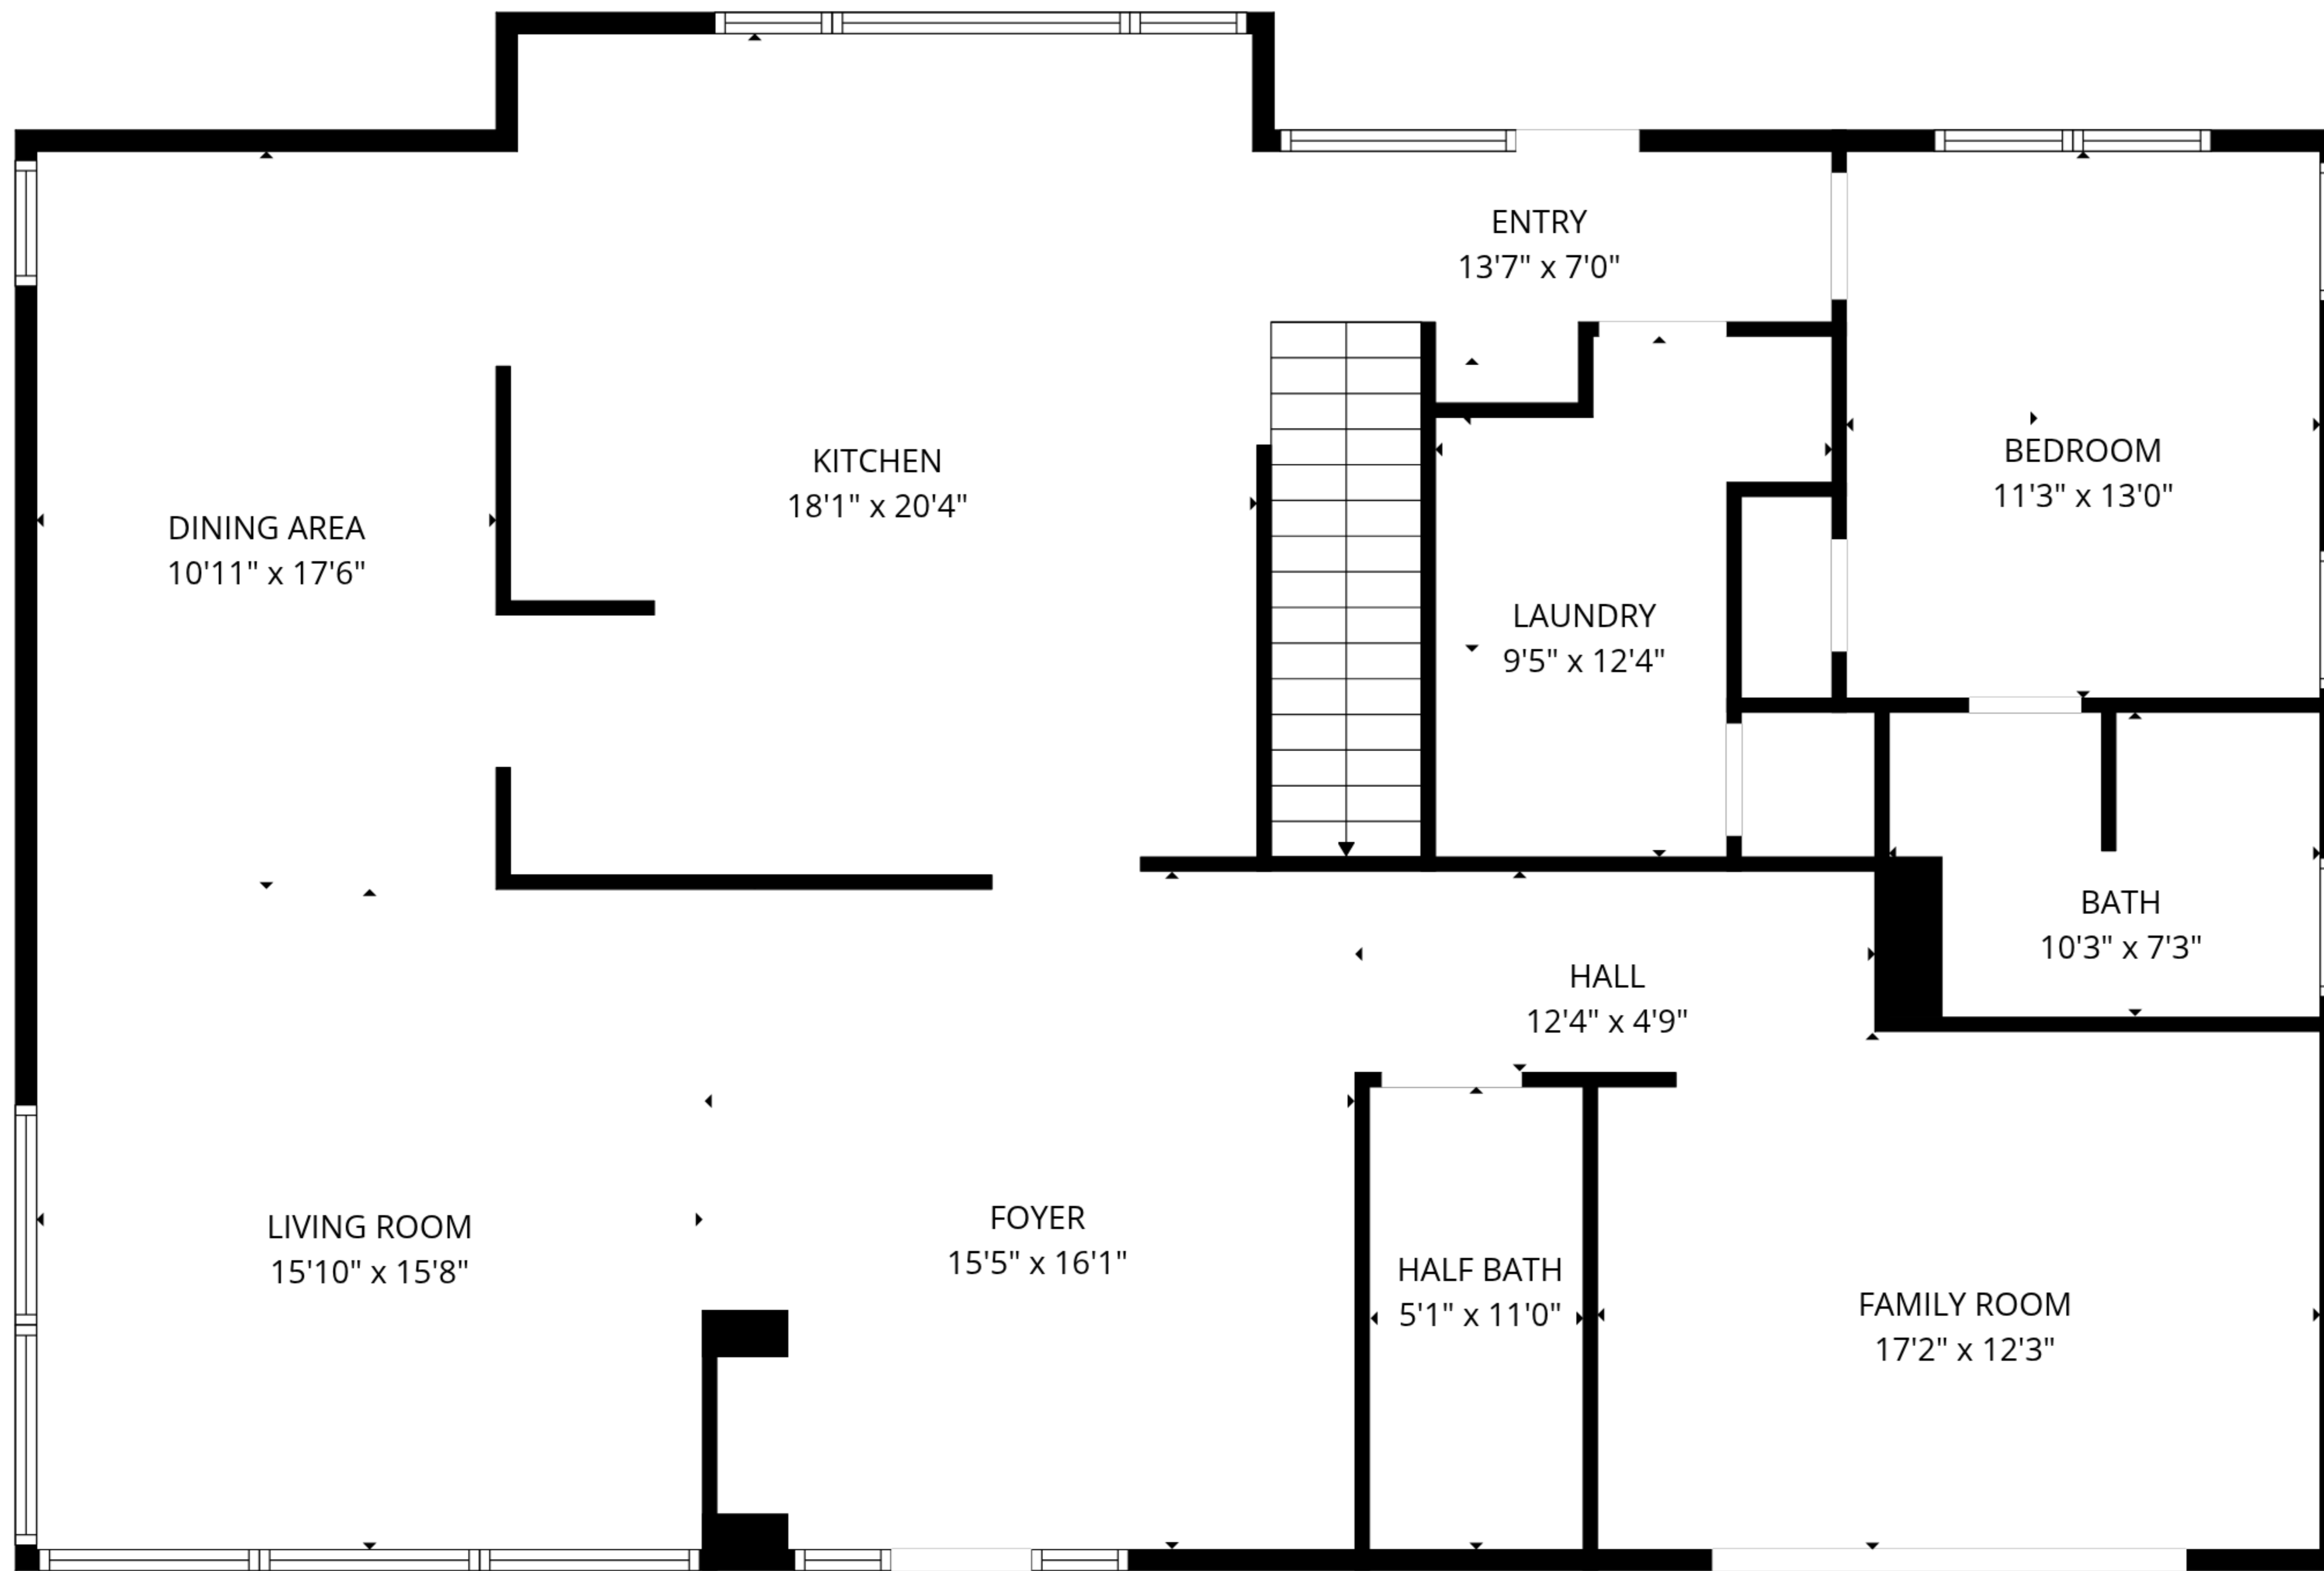 ENTRY
13'7" x 7'0"
KITCHEN
18'1" x 20'4"
BEDROOM
11'3" x 13'0"
DINING AREA
10'11" x 17'6"
LAUNDRY
9'5" x 12'4"
BATH
10'3" x 7'3"
HALL
12'4" x 4'9"
LIVING ROOM
15'10" x 15'8"
FOYER
15'5" x 16'1"
HALF BATH
5'1" x 11'0"
FAMILY ROOM
17'2" x 12'3"